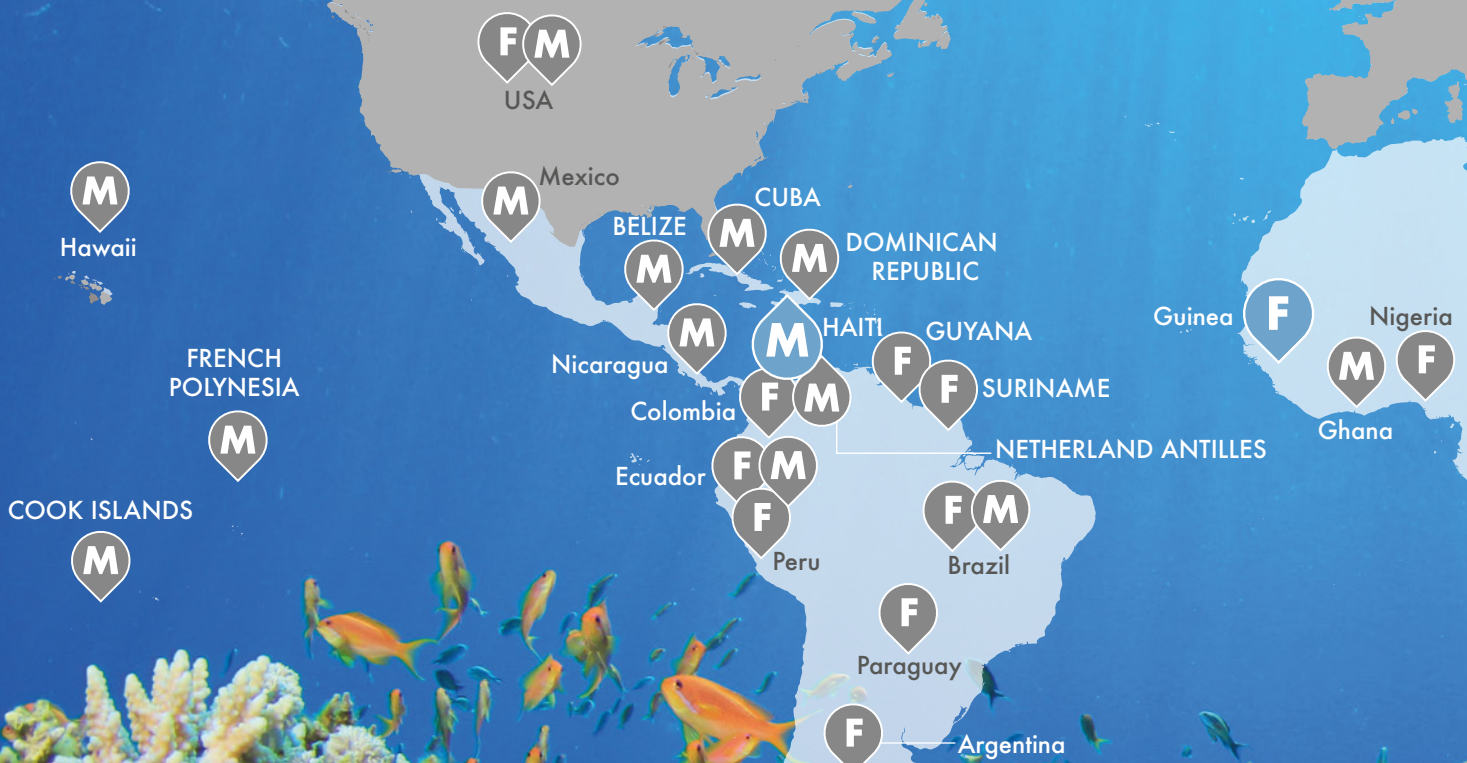 F M
USA
M
Hawaii
M
Mexico
CUBA
M
BELIZE
M
M
DOMINICAN
REPUBLIC
M
HAITI
M
Nicaragua
GUYANA
F
F
SURINAME
Guinea
F
Nigeria
F
M
Ghana
FRENCH
POLYNESIA
M
Colombia
F
M
NETHERLAND ANTILLES
Ecuador
F M
F
Peru
F M
Brazil
COOK ISLANDS
M
F
Paraguay
F
Argentina